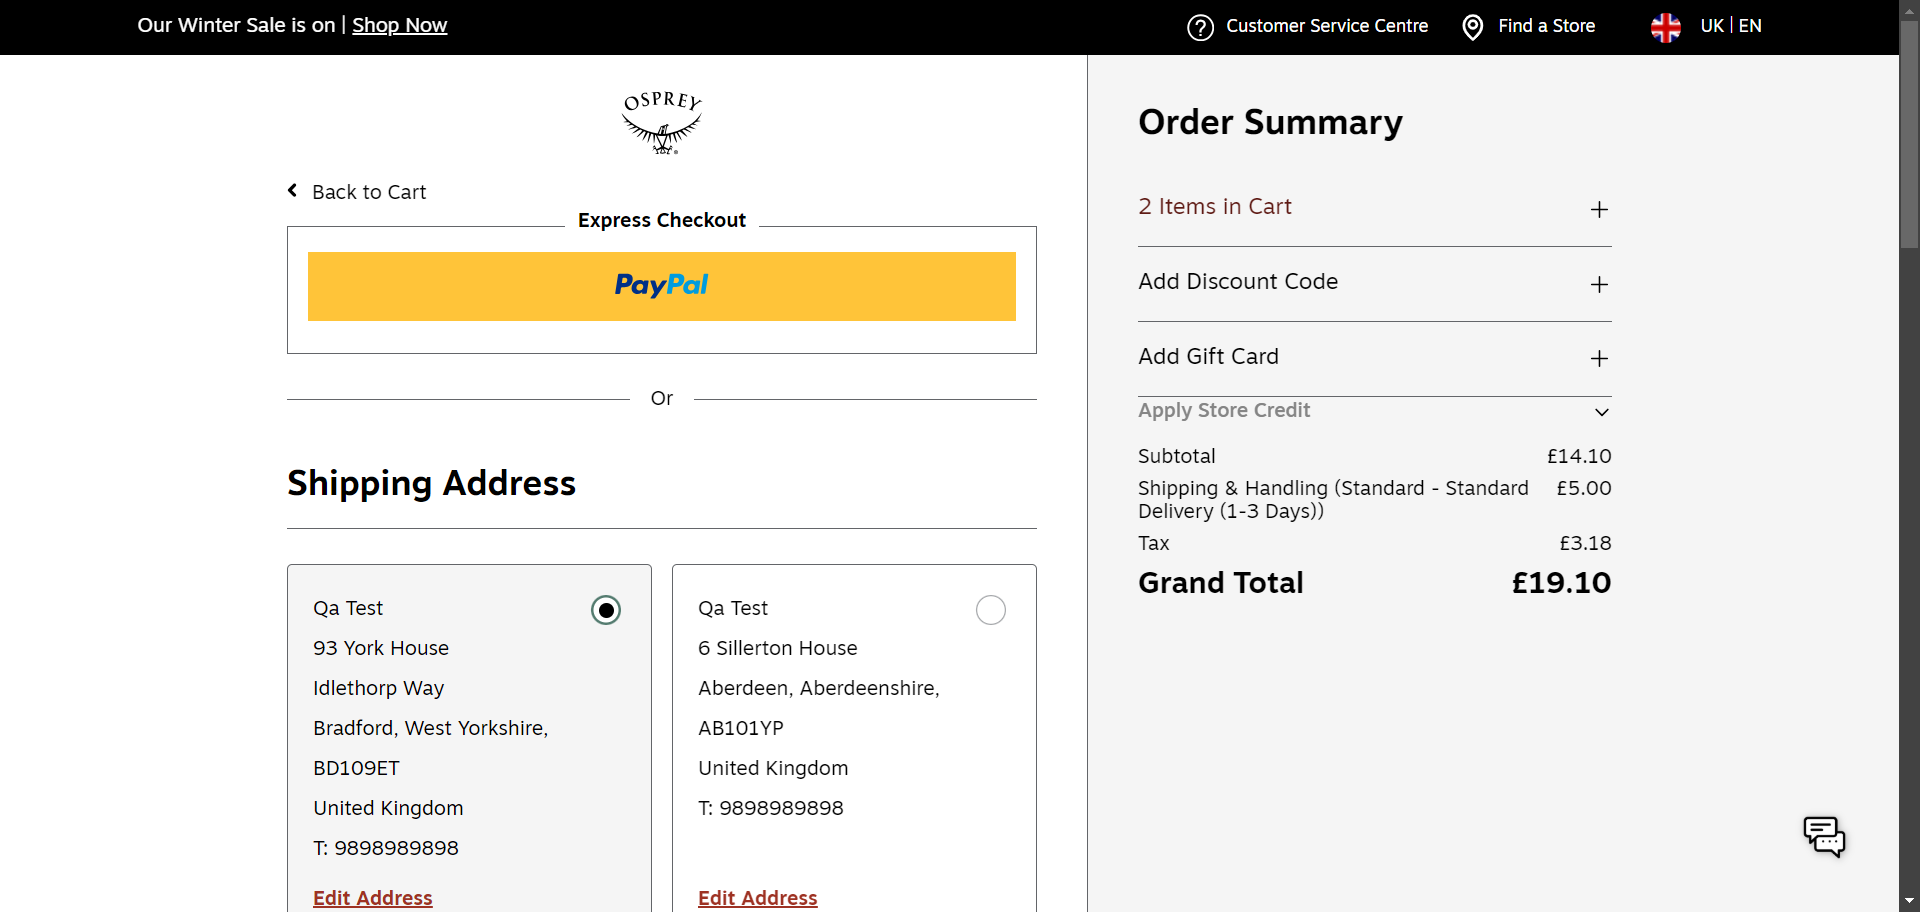 Our Winter Sale is on | Shop Now
Customer Service Centre
Find a Store
UK | EN
OSPREY
Back to Cart
Express Checkout
PayPal
Or
Shipping Address
Qa Test
93 York House
Idlethorp Way
Bradford, West Yorkshire,
BD109ET
United Kingdom
T: 9898989898
Edit Address
Qa Test
6 Sillerton House
Aberdeen, Aberdeenshire,
AB101YP
United Kingdom
T: 9898989898
Edit Address
Order Summary
2 Items in Cart
Add Discount Code
Add Gift Card
Apply Store Credit
Subtotal £14.10
Shipping & Handling (Standard - Standard £5.00
Delivery (1-3 Days))
Tax £3.18
Grand Total £19.10